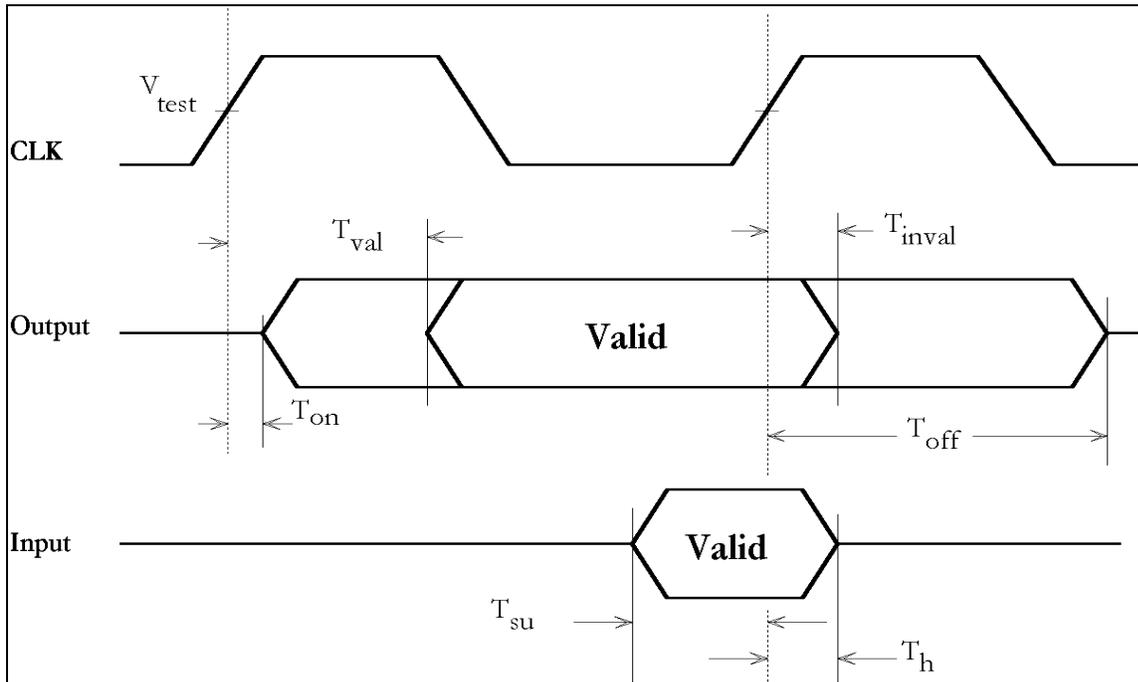 V_test
CLK
T_val
T_inval
Output
Valid
T_on
T_off
Input
Valid
T_su
T_h